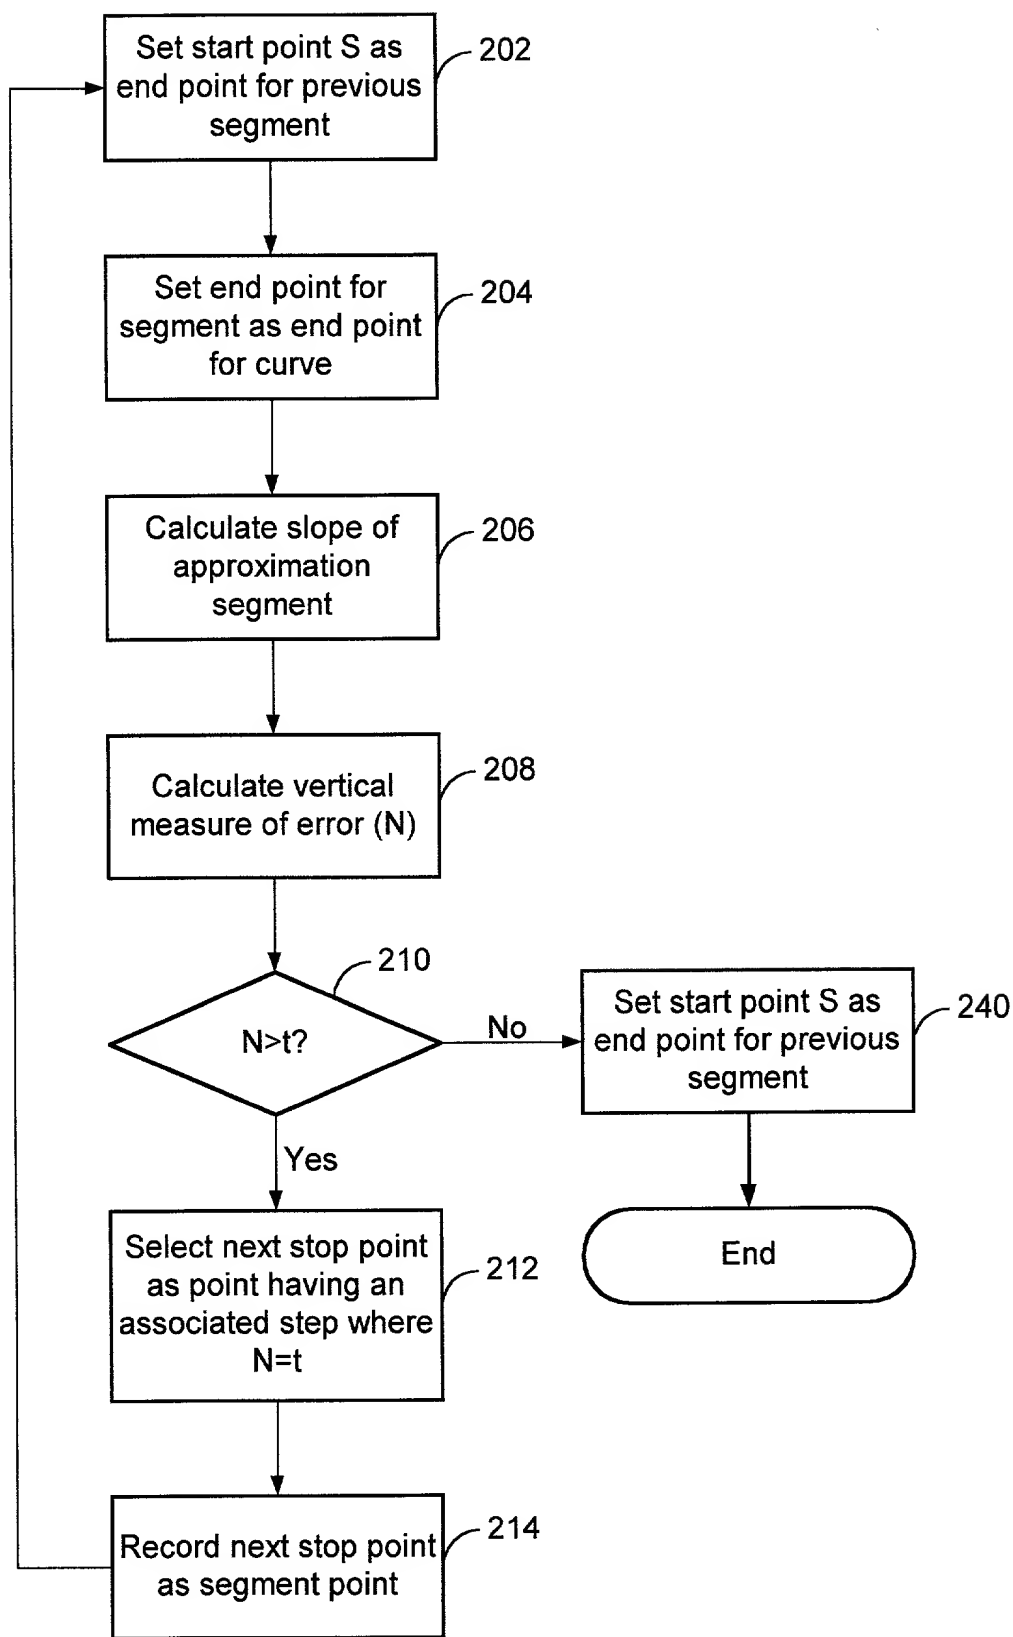 Set start point S as
end point for previous
segment
202
Set end point for
segment as end point
for curve
204
Calculate slope of
approximation
segment
206
Calculate vertical
measure of error (N)
208
210
N>t?
No
Set start point S as
end point for previous
segment
240
Yes
End
Select next stop point
as point having an
associated step where
N=t
212
Record next stop point
as segment point
214